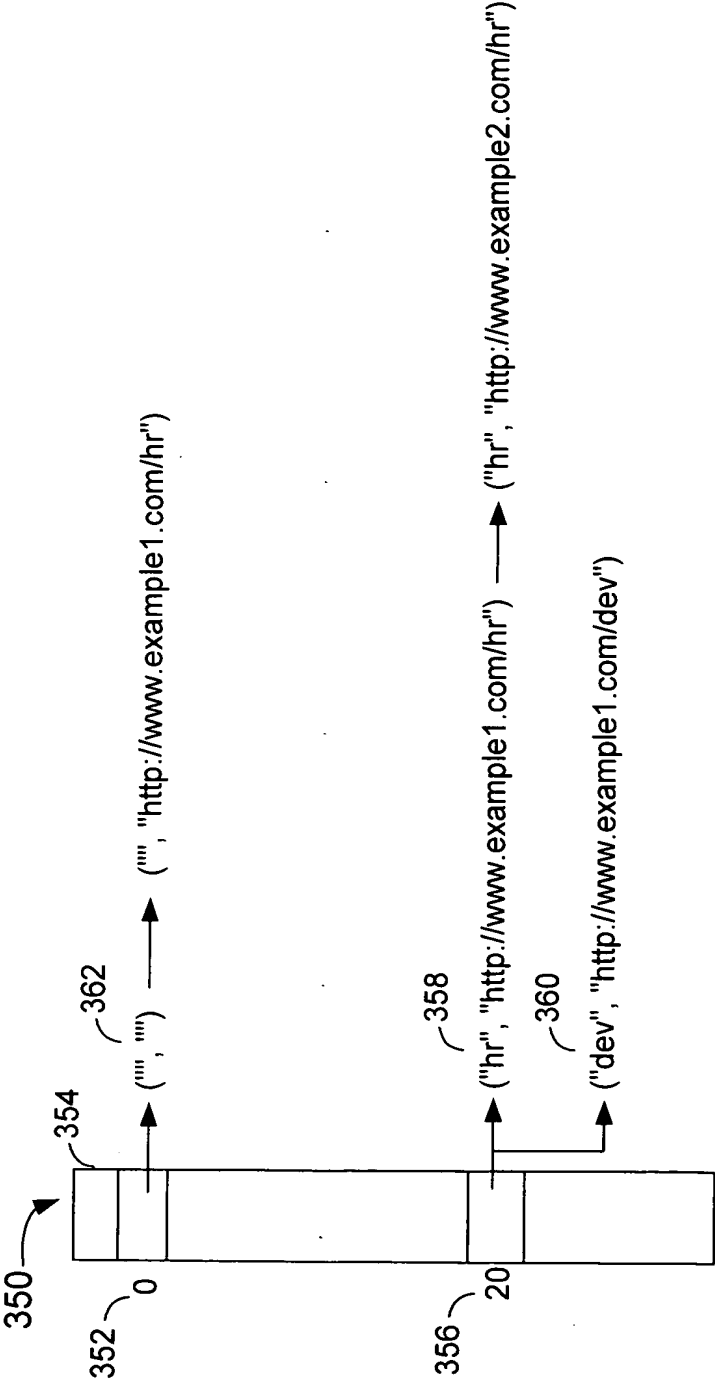 350
354
352
0
362
("", "")
("", "http://www.example1.com/hr")
356
20
358
("hr", "http://www.example1.com/hr")
("hr", "http://www.example2.com/hr")
360
("dev", "http://www.example1.com/dev")